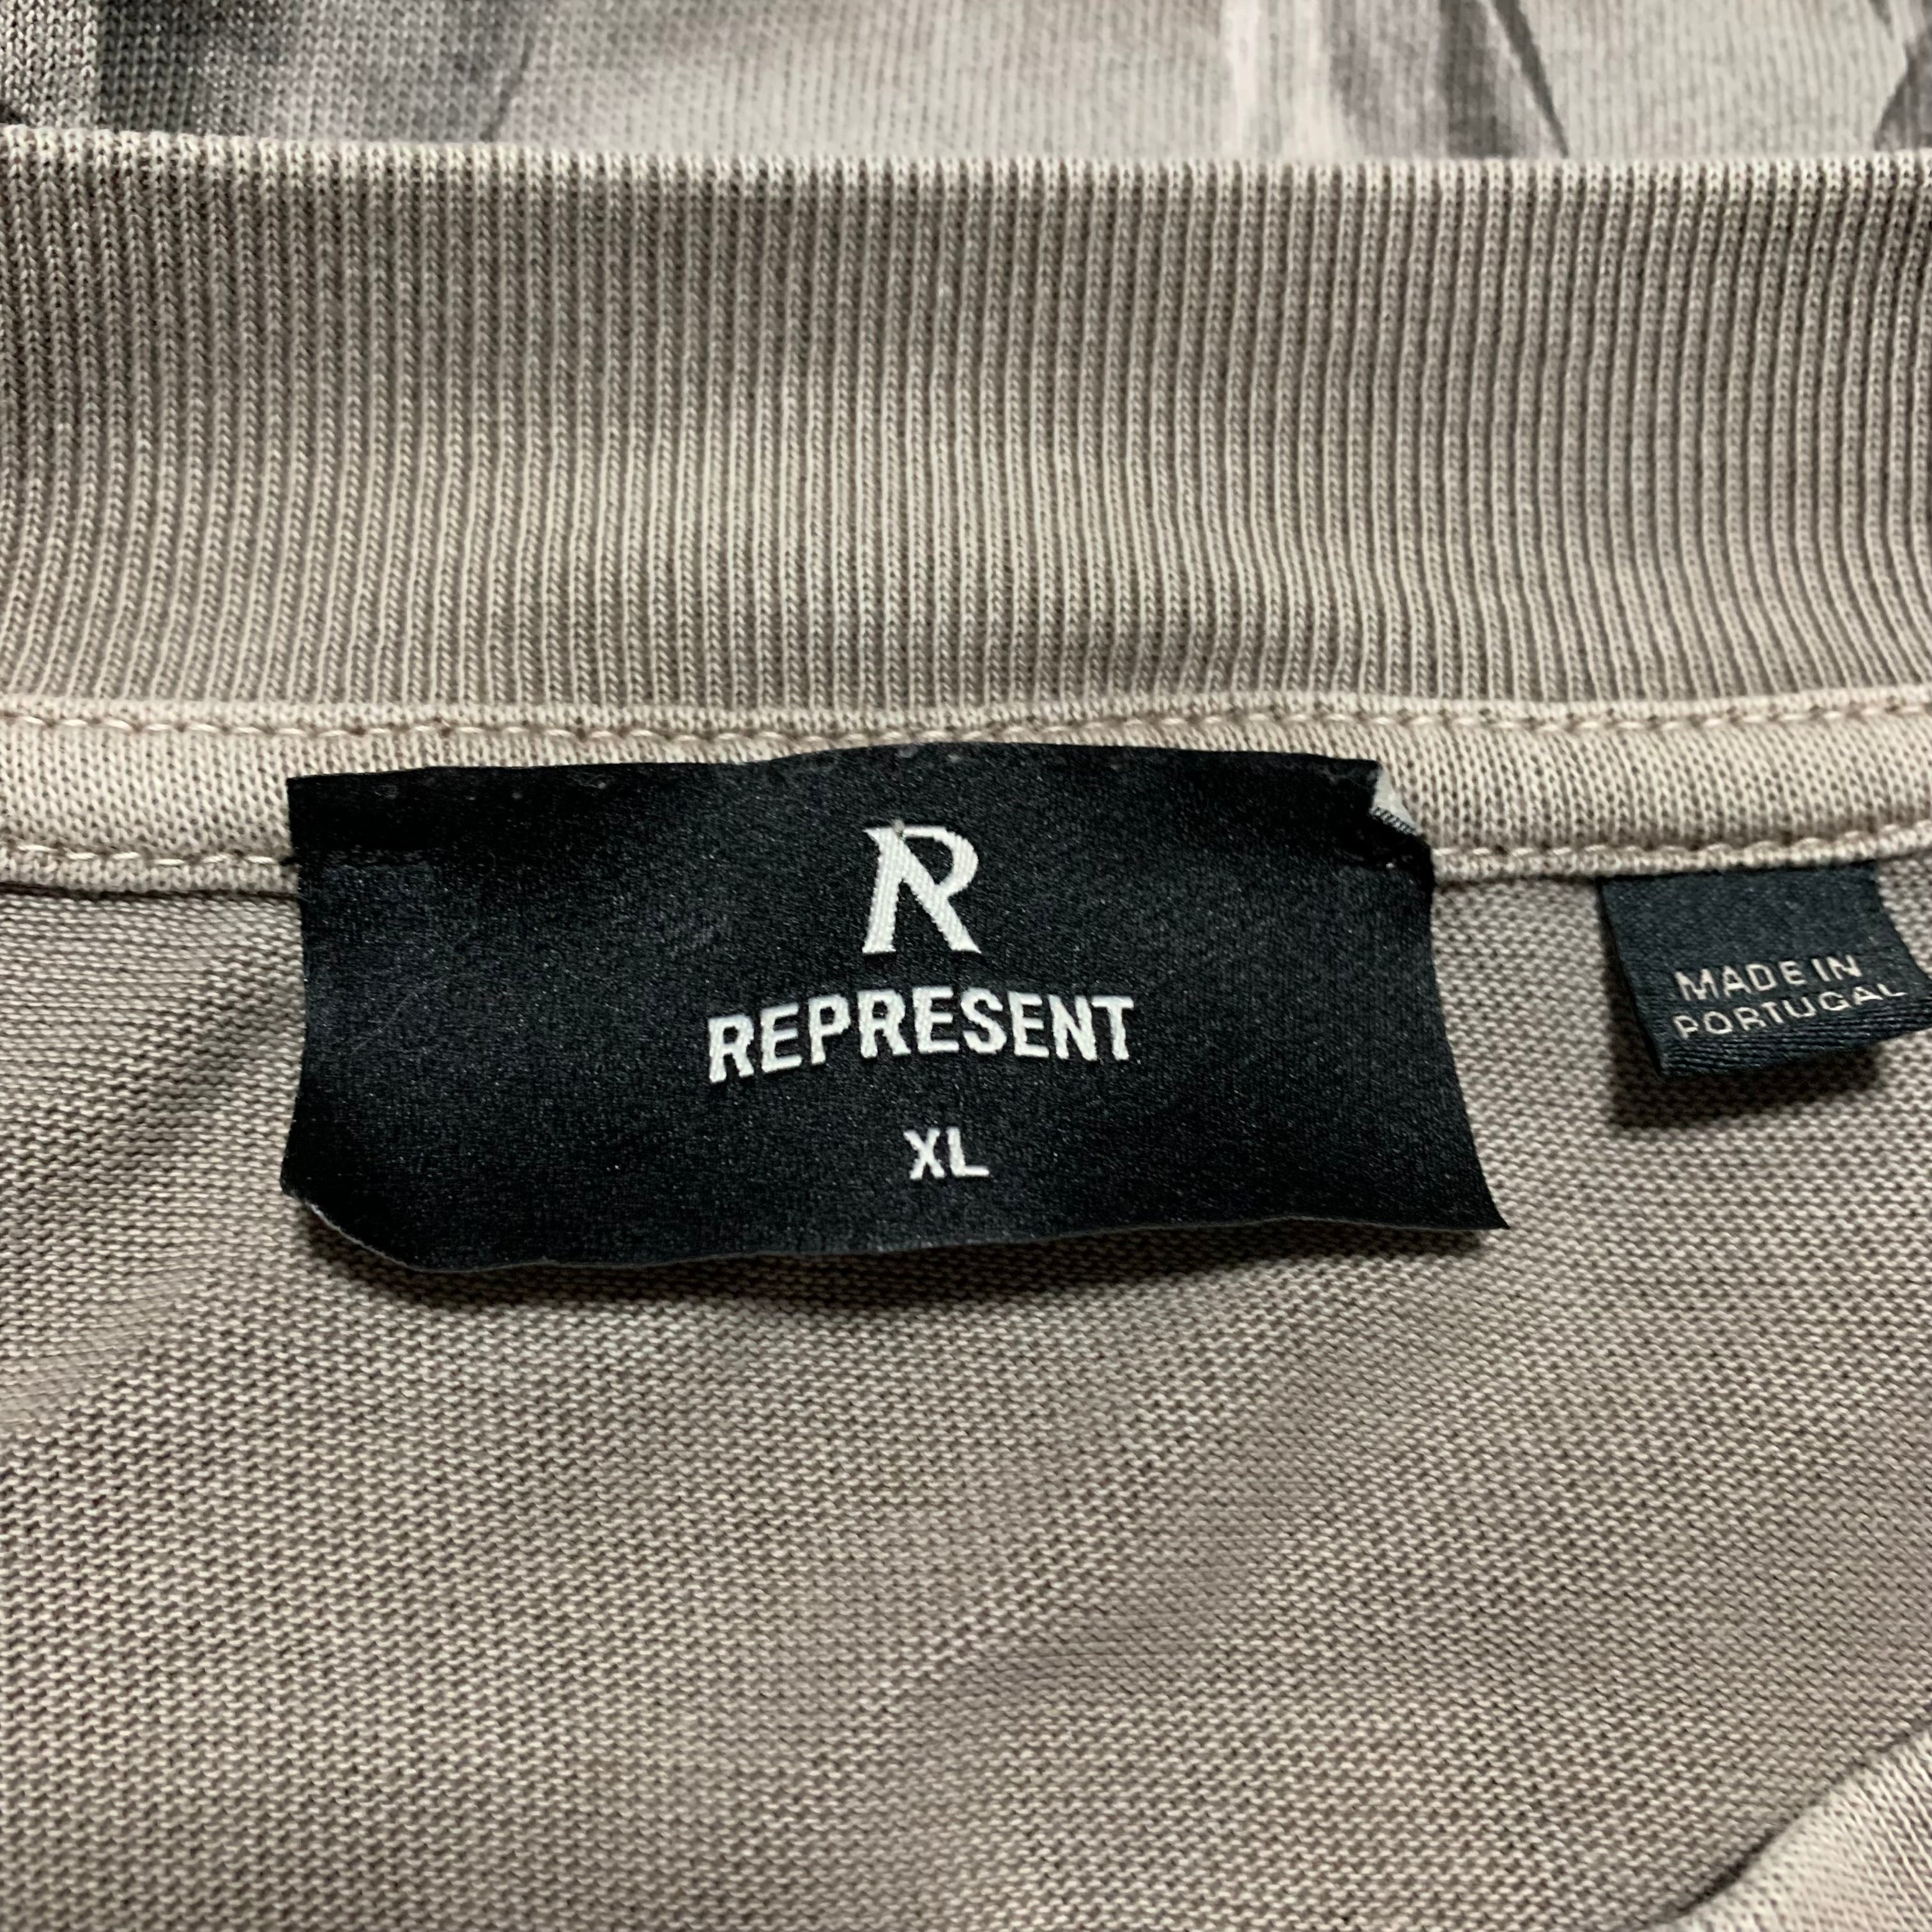 R
REPRESENT
XL
MADE IN
PORTUGAL